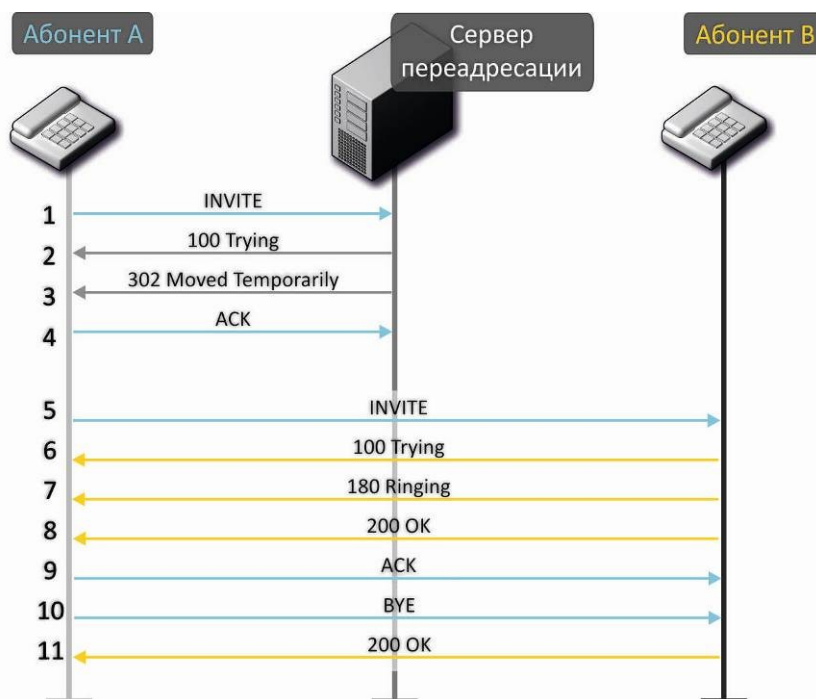 Абонент A
Сервер
переадресации
Абонент B
1
INVITE
2
100 Trying
3
302 Moved Temporarily
4
ACK
5
INVITE
6
100 Trying
7
180 Ringing
8
200 OK
9
ACK
10
BYE
11
200 OK